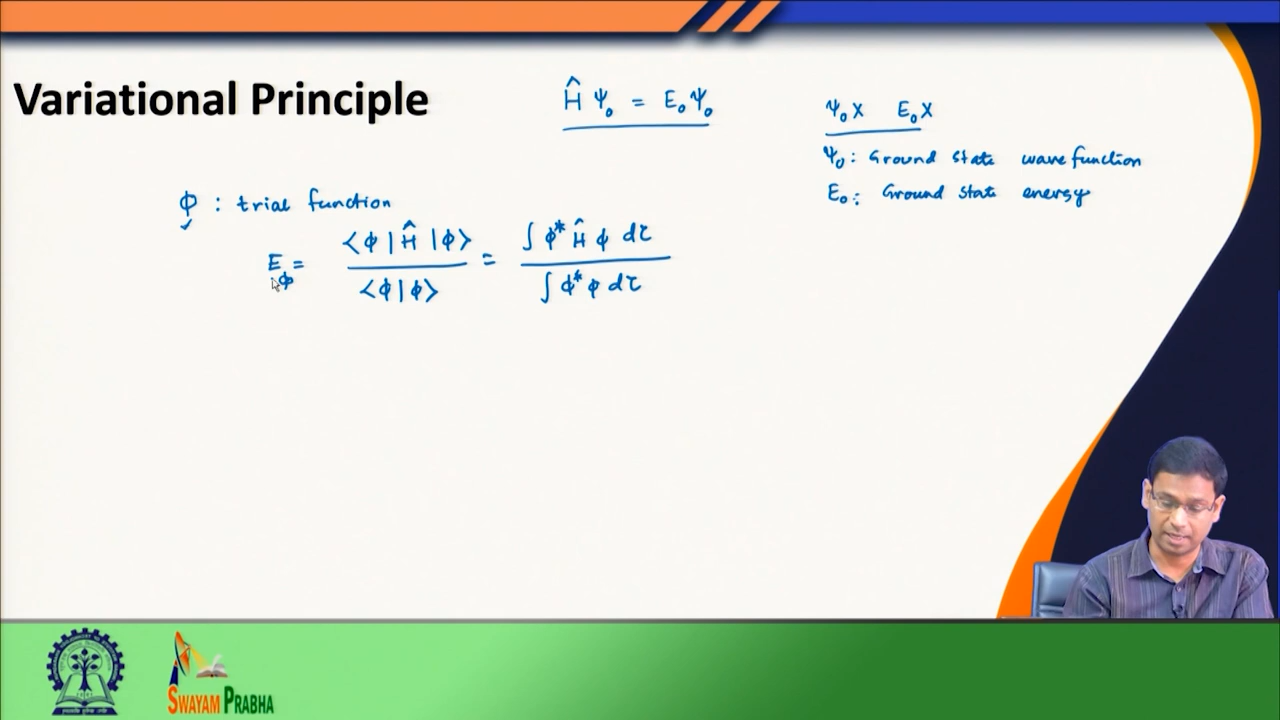 Variational Principle
Ĥ Ψ₀ = E₀Ψ₀
Ψ₀ X E₀ X
Ψ₀ : Ground state wave function
E₀ : Ground state energy
ϕ : trial function
E_ϕ = <ϕ|Ĥ|ϕ> / <ϕ|ϕ> = ∫ϕ* Ĥ ϕ dτ / ∫ϕ* ϕ dτ
SWAYAM PRABHA